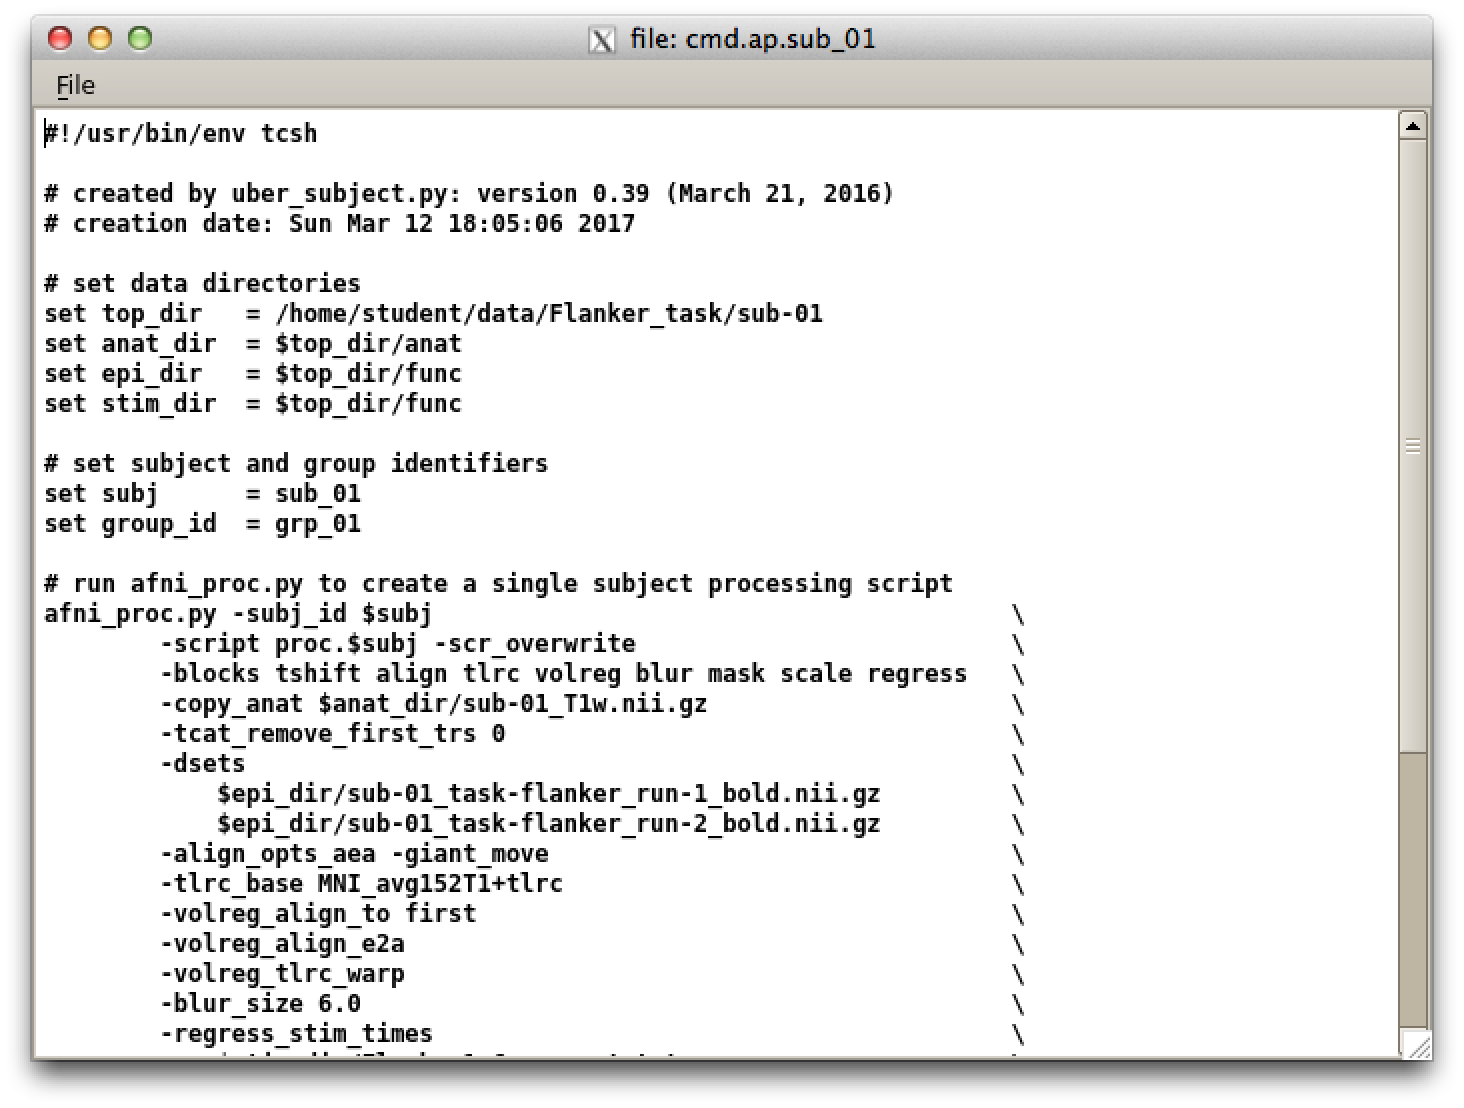 file: cmd.ap.sub_01
File
#!/usr/bin/env tcsh
# created by uber_subject.py: version 0.39 (March 21, 2016)
# creation date: Sun Mar 12 18:05:06 2017
# set data directories
set top_dir   = /home/student/data/Flanker_task/sub-01
set anat_dir  = $top_dir/anat
set epi_dir   = $top_dir/func
set stim_dir  = $top_dir/func
# set subject and group identifiers
set subj      = sub_01
set group_id  = grp_01
# run afni_proc.py to create a single subject processing script
afni_proc.py -subj_id $subj                                        \
        -script proc.$subj -scr_overwrite                          \
        -blocks tshift align tlrc volreg blur mask scale regress   \
        -copy_anat $anat_dir/sub-01_T1w.nii.gz                     \
        -tcat_remove_first_trs 0                                   \
        -dsets                                                     \
            $epi_dir/sub-01_task-flanker_run-1_bold.nii.gz         \
            $epi_dir/sub-01_task-flanker_run-2_bold.nii.gz         \
        -align_opts_aea -giant_move                                \
        -tlrc_base MNI_avg152T1+tlrc                               \
        -volreg_align_to first                                     \
        -volreg_align_e2a                                          \
        -volreg_tlrc_warp                                          \
        -blur_size 6.0                                             \
        -regress_stim_times                                        \